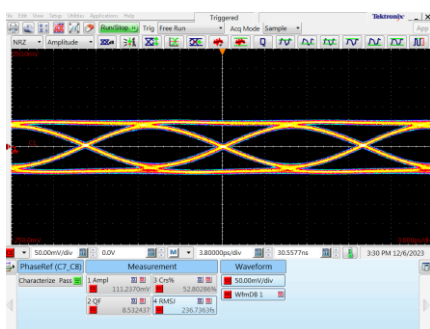 File Edit View Setup Utilities Applications Help Triggered Tektronix
Run/Stop Trig Free Run Acq Mode Sample App
NRZ Amplitude
50.00mV/div 0.0V M 3.80000ps/div 30.5577ns 3:30 PM 12/6/2023
PhaseRef (C7_C8) Measurement Waveform
Characterize Pass 1 Ampl 3 Crs% 50.00mV/div
111.2370mV 52.80286%
2 QF 4 RMSJ WfmDB 1
8.532437 236.7363fs